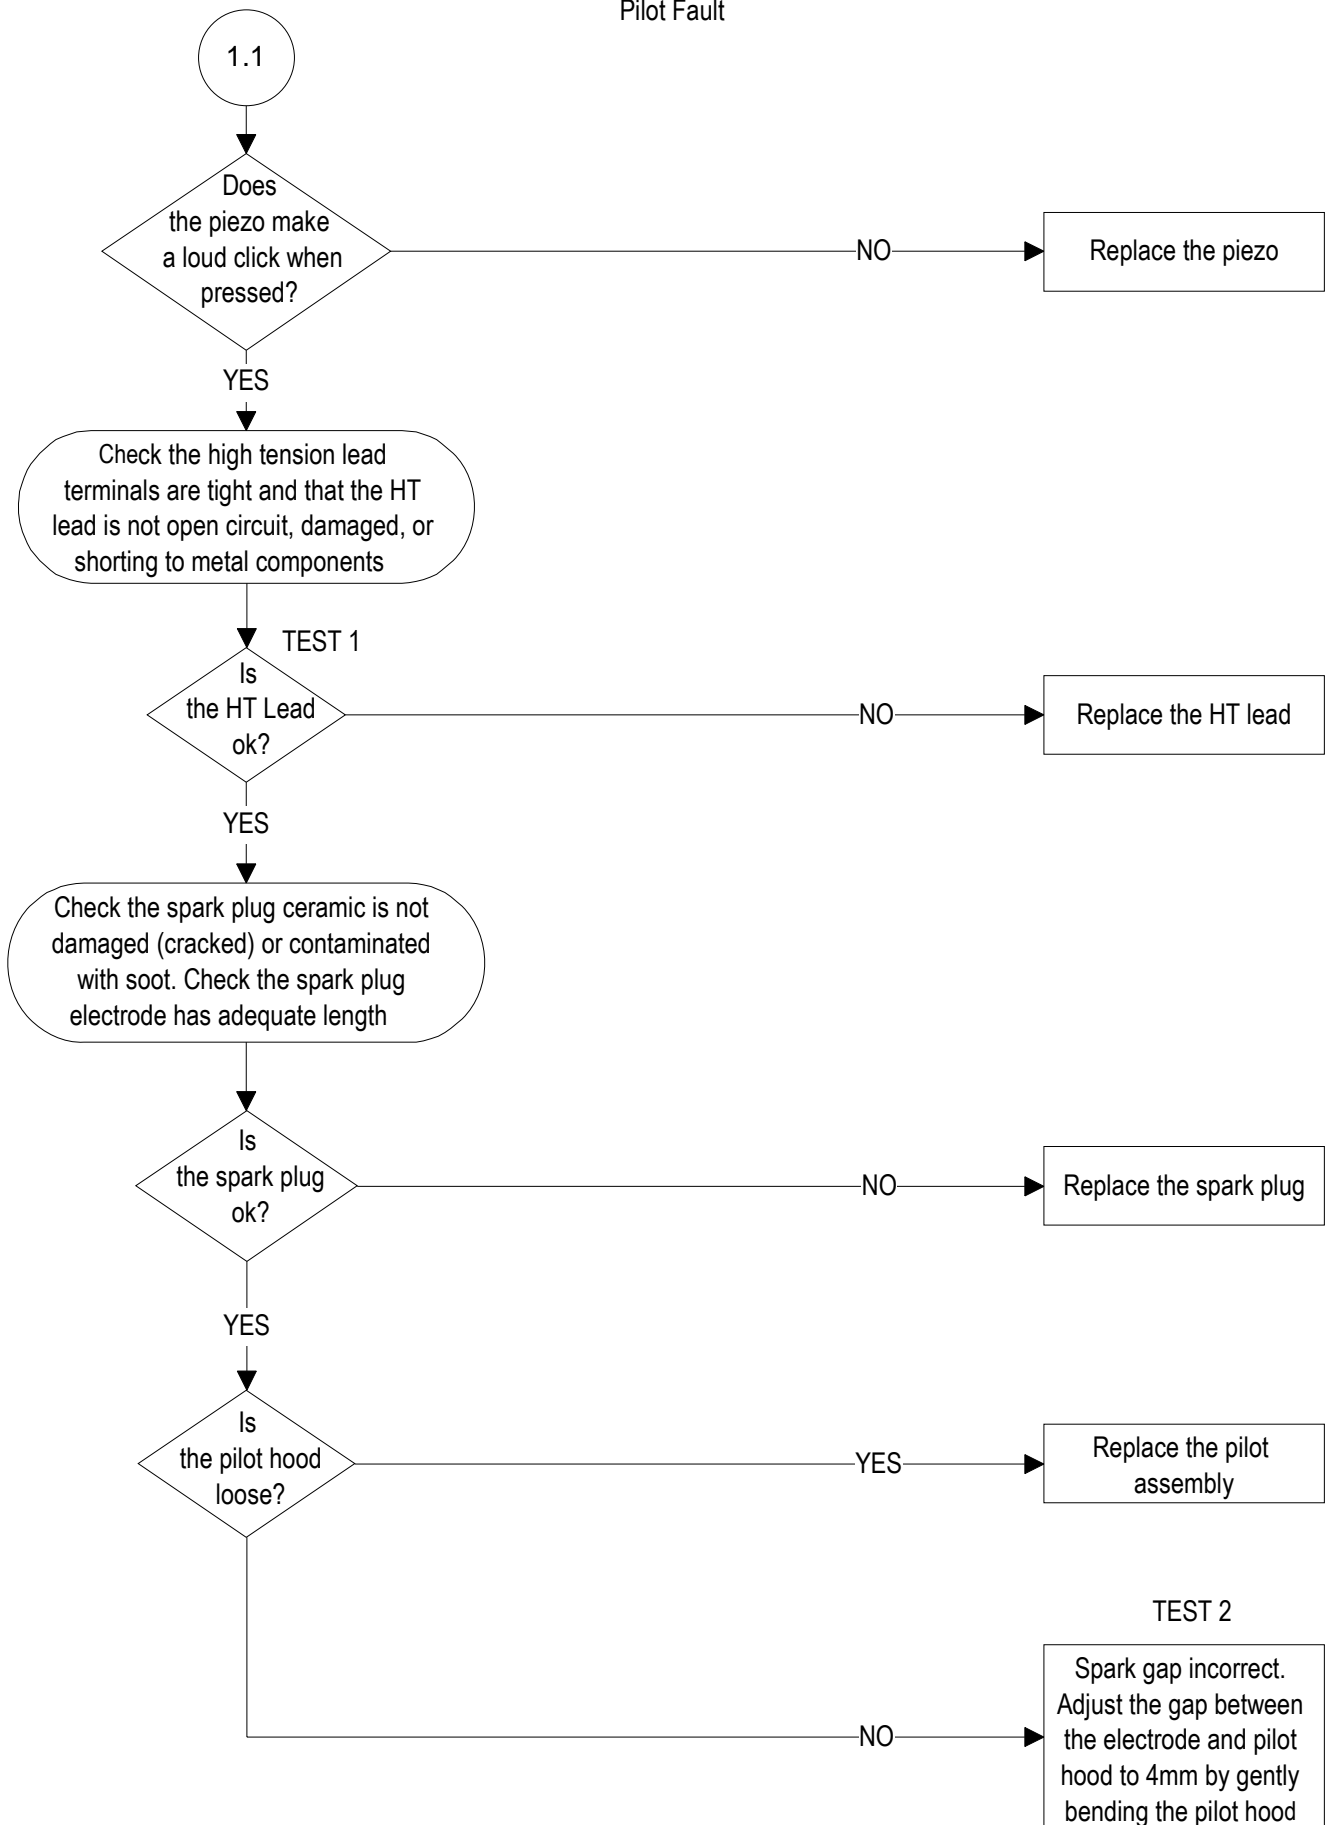 Pilot Fault
1.1
Does
the piezo make
a loud click when
pressed?
NO
Replace the piezo
YES
Check the high tension lead
terminals are tight and that the HT
lead is not open circuit, damaged, or
shorting to metal components
TEST 1
Is
the HT Lead
ok?
NO
Replace the HT lead
YES
Check the spark plug ceramic is not
damaged (cracked) or contaminated
with soot. Check the spark plug
electrode has adequate length
Is
the spark plug
ok?
NO
Replace the spark plug
YES
Is
the pilot hood
loose?
YES
Replace the pilot
assembly
TEST 2
NO
Spark gap incorrect.
Adjust the gap between
the electrode and pilot
hood to 4mm by gently
bending the pilot hood